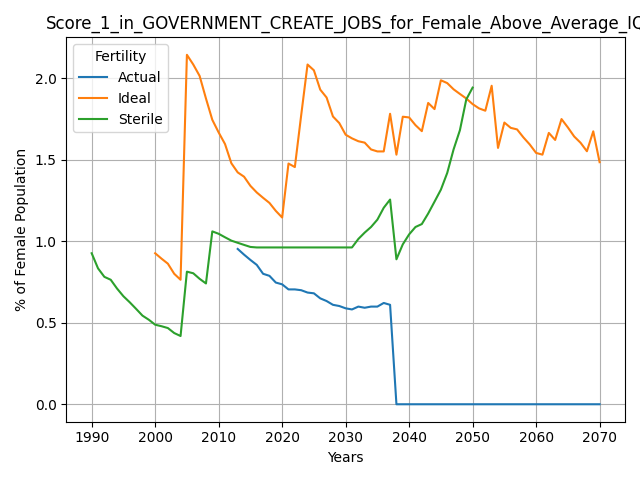 Score_1_in_GOVERNMENT_CREATE_JOBS_for_Female_Above_Average_IQ
Fertility
Actual
Ideal
Sterile
% of Female Population
2.0
1.5
1.0
0.5
0.0
1990 2000 2010 2020 2030 2040 2050 2060 2070
Years